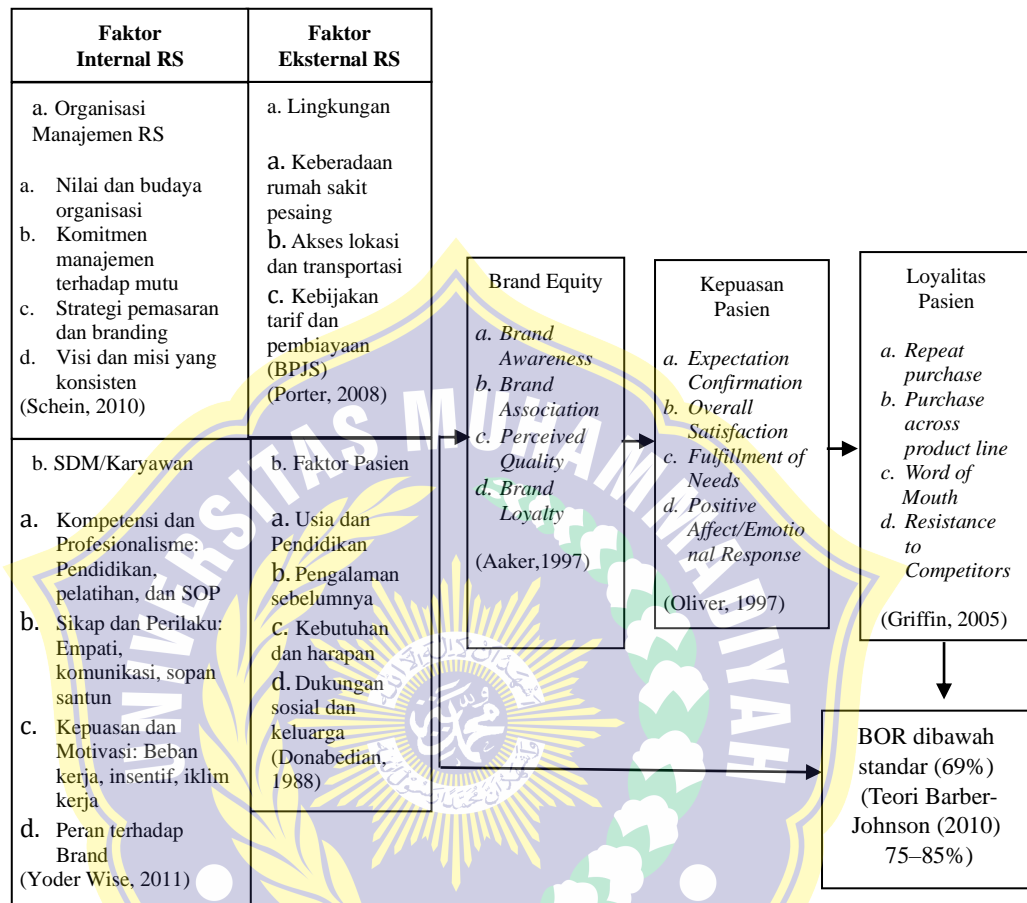 Faktor
Internal RS
Faktor
Eksternal RS
a. Organisasi
Manajemen RS
a. Nilai dan budaya
organisasi
b. Komitmen
manajemen
terhadap mutu
c. Strategi pemasaran
dan branding
d. Visi dan misi yang
konsisten
(Schein, 2010)
a. Lingkungan
a. Keberadaan
rumah sakit
pesaing
b. Akses lokasi
dan transportasi
c. Kebijakan
tarif dan
pembiayaan
(BPJS)
(Porter, 2008)
b. SDM/Karyawan
a. Kompetensi dan
Profesionalisme:
Pendidikan,
pelatihan, dan SOP
b. Sikap dan Perilaku:
Empati,
komunikasi, sopan
santun
c. Kepuasan dan
Motivasi: Beban
kerja, insentif, iklim
kerja
d. Peran terhadap
Brand
(Yoder Wise, 2011)
b. Faktor Pasien
a. Usia dan
Pendidikan
b. Pengalaman
sebelumnya
c. Kebutuhan
dan harapan
d. Dukungan
sosial dan
keluarga
(Donabedian,
1988)
Brand Equity
a. Brand
Awareness
b. Brand
Association
c. Perceived
Quality
d. Brand
Loyalty
(Aaker,1997)
Kepuasan
Pasien
a. Expectation
Confirmation
b. Overall
Satisfaction
c. Fulfillment of
Needs
d. Positive
Affect/Emotio
nal Response
(Oliver, 1997)
Loyalitas
Pasien
a. Repeat
purchase
b. Purchase
across
product line
c. Word of
Mouth
d. Resistance
to
Competitors
(Griffin, 2005)
BOR dibawah
standar (69%)
(Teori Barber-
Johnson (2010)
75–85%)
UNIVERSITAS MUHAMMADIYAH